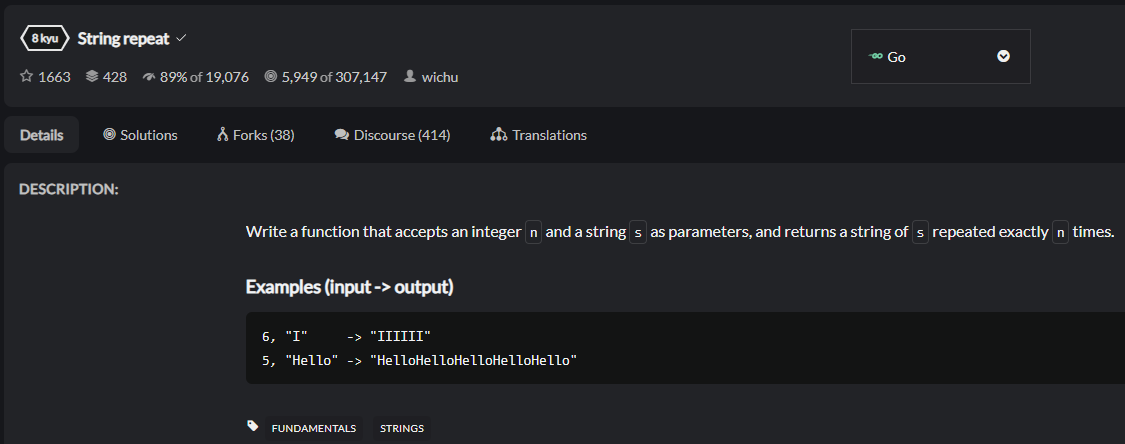 8 kyu String repeat
Go
1663 428 89% of 19,076 5,949 of 307,147 wichu
Details Solutions Forks (38) Discourse (414) Translations
DESCRIPTION:
Write a function that accepts an integer n and a string s as parameters, and returns a string of s repeated exactly n times.
Examples (input -> output)
6, "I"     -> "IIIIII"
5, "Hello" -> "HelloHelloHelloHelloHello"
FUNDAMENTALS STRINGS